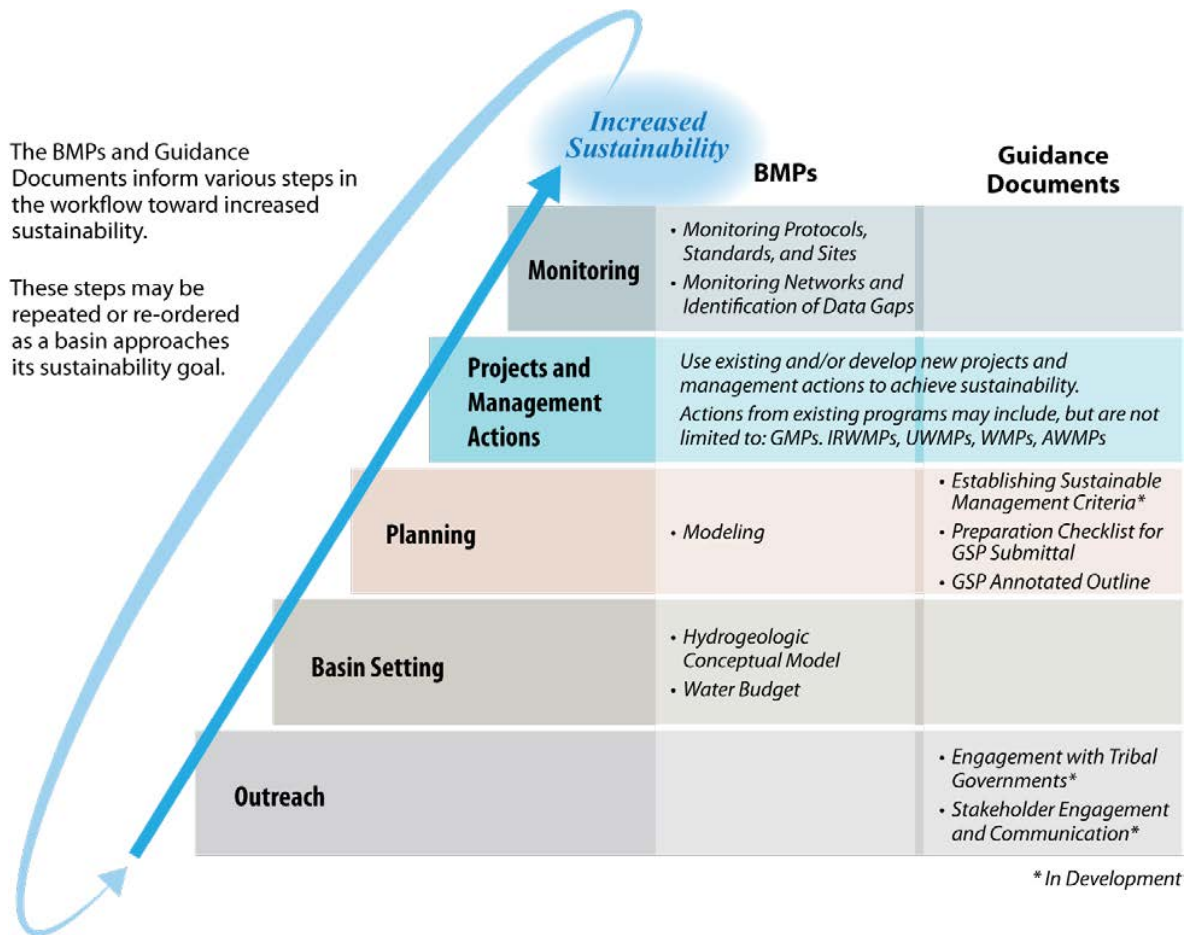 Increased
Sustainability
The BMPs and Guidance
Documents inform various steps in
the workflow toward increased
sustainability.
These steps may be
repeated or re-ordered
as a basin approaches
its sustainability goal.
BMPs
Guidance
Documents
Monitoring
• Monitoring Protocols,
Standards, and Sites
• Monitoring Networks and
Identification of Data Gaps
Projects and
Management
Actions
Use existing and/or develop new projects and
management actions to achieve sustainability.
Actions from existing programs may include, but are not
limited to: GMPs. IRWMPs, UWMPs, WMPs, AWMPs
Planning
• Modeling
• Establishing Sustainable
Management Criteria*
• Preparation Checklist for
GSP Submittal
• GSP Annotated Outline
Basin Setting
• Hydrogeologic
Conceptual Model
• Water Budget
Outreach
• Engagement with Tribal
Governments*
• Stakeholder Engagement
and Communication*
* In Development